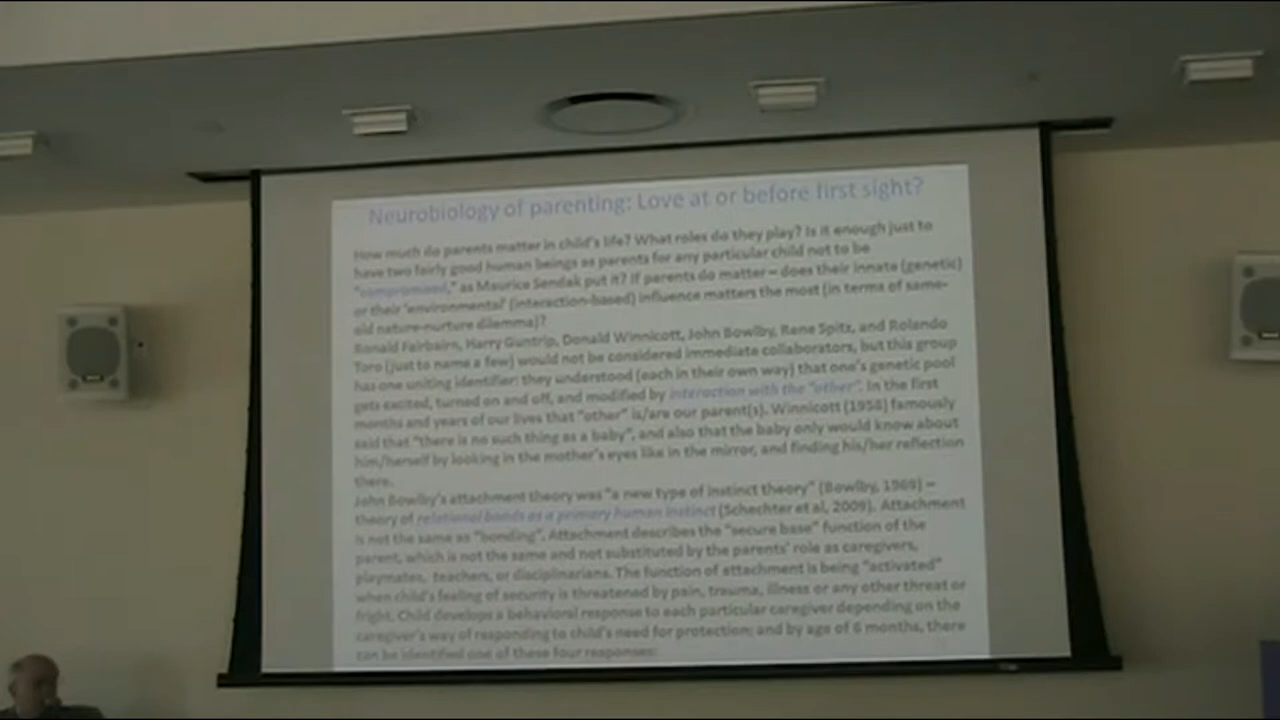 Neurobiology of parenting: Love at or before first sight?
How much do parents matter in child's life? What roles do they play? Is it enough just to
have two fairly good human beings as parents for any particular child not to be
"compromised," as Maurice Sendak put it? If parents do matter – does their innate (genetic)
or their 'environmental' (interaction-based) influence matters the most (in terms of same-
old nature-nurture dilemma)?
Ronald Fairbairn, Harry Guntrip, Donald Winnicott, John Bowlby, Rene Spitz, and Rolando
Toro (just to name a few) would not be considered immediate collaborators, but this group
has one uniting identifier: they understood (each in their own way) that one's genetic pool
gets excited, turned on and off, and modified by interaction with the "other". In the first
months and years of our lives that "other" is/are our parent(s). Winnicott (1958) famously
said that "there is no such thing as a baby", and also that the baby only would know about
him/herself by looking in the mother's eyes like in the mirror, and finding his/her reflection
there.
John Bowlby's attachment theory was "a new type of instinct theory" (Bowlby, 1969) –
theory of relational bonds as a primary human instinct (Schechter et al, 2009). Attachment
is not the same as "bonding". Attachment describes the "secure base" function of the
parent, which is not the same and not substituted by the parents' role as caregivers,
playmates, teachers, or disciplinarians. The function of attachment is being "activated"
when child's feeling of security is threatened by pain, trauma, illness or any other threat or
fright. Child develops a behavioral response to each particular caregiver depending on the
caregiver's way of responding to child's need for protection; and by age of 6 months, there
can be identified one of these four responses: